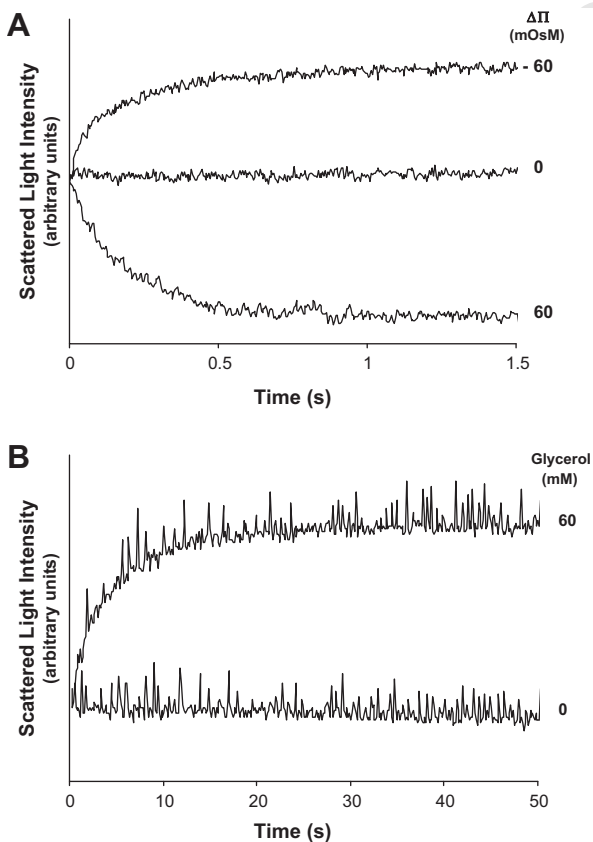 A
ΔΠ
(mOsM)
- 60
0
60
Scattered Light Intensity
(arbitrary units)
0
0.5
1
1.5
Time (s)
B
Glycerol
(mM)
60
0
Scattered Light Intensity
(arbitrary units)
0
10
20
30
40
50
Time (s)